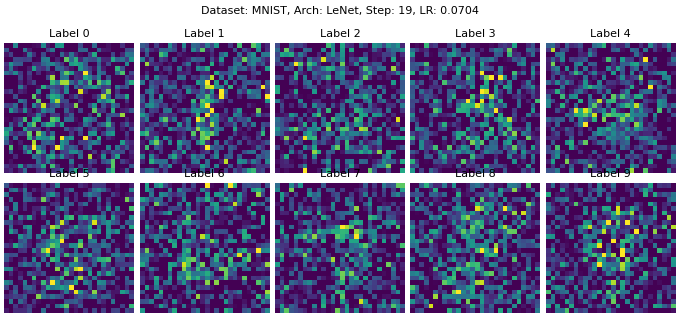 Dataset: MNIST, Arch: LeNet, Step: 19, LR: 0.0704
Label 0 Label 1 Label 2 Label 3 Label 4
Label 5 Label 6 Label 7 Label 8 Label 9